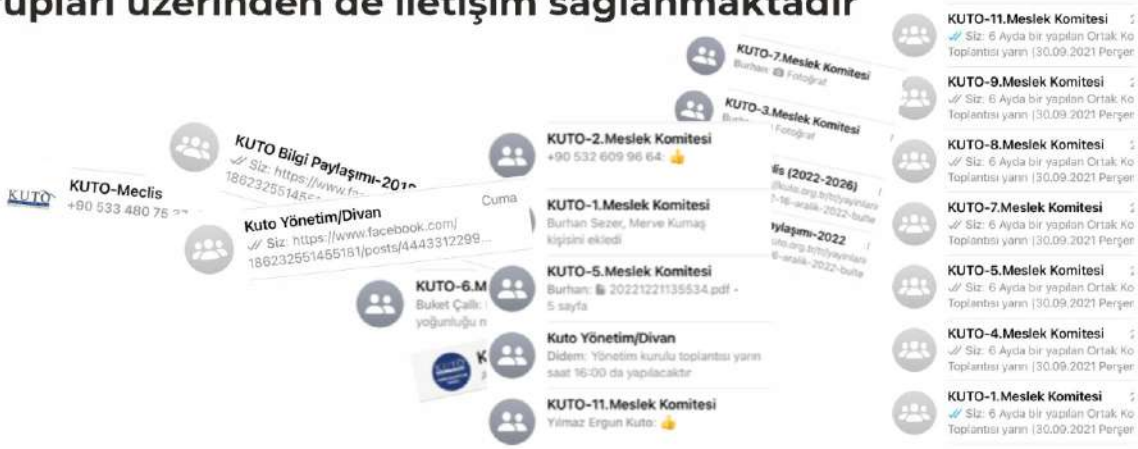 upları üzerinden de iletişim sağlanmaktadır
KUTO-Meclis
+90 533 480 75
KUTO
KUTO Bilgi Paylaşımı-201
Siz: https://www.fa
1862325514
Kuto Yönetim/Divan
Cuma
Siz: https://www.facebook.com/
186232551455181/posts/4443312299...
KUTO-6.M
Buket Çallı:
yoğunluğu
KUTO-7.Meslek Komitesi
Burhan: Fotoğraf
KUTO-3.Meslek Komitesi
Fotoğraf
(2022-2026)
-16-aralik-2022-bulte
-2022
-aralik-2022-bulte
KUTO-2.Meslek Komitesi
+90 532 609 96 64: 👍
KUTO-1.Meslek Komitesi
Burhan Sezer, Merve Kumaş
kişisini ekledi
KUTO-5.Meslek Komitesi
Burhan: 20221221135534.pdf •
5 sayfa
Kuto Yönetim/Divan
Didem: Yönetim kurulu toplantısı yarın
saat 16:00 da yapılacaktır
KUTO-11.Meslek Komitesi
Yılmaz Ergun Kuto: 👍
KUTO-11.Meslek Komitesi
Siz: 6 Ayda bir yapılan Ortak Ko
Toplantısı yarın (30.09.2021 Perşer
KUTO-9.Meslek Komitesi
Siz: 6 Ayda bir yapılan Ortak Ko
Toplantısı yarın (30.09.2021 Perşer
KUTO-8.Meslek Komitesi
Siz: 6 Ayda bir yapılan Ortak Ko
Toplantısı yarın (30.09.2021 Perşer
KUTO-7.Meslek Komitesi
Siz: 6 Ayda bir yapılan Ortak Ko
Toplantısı yarın (30.09.2021 Perşer
KUTO-5.Meslek Komitesi
Siz: 6 Ayda bir yapılan Ortak Ko
Toplantısı yarın (30.09.2021 Perşer
KUTO-4.Meslek Komitesi
Siz: 6 Ayda bir yapılan Ortak Ko
Toplantısı yarın (30.09.2021 Perşer
KUTO-1.Meslek Komitesi
Siz: 6 Ayda bir yapılan Ortak Ko
Toplantısı yarın (30.09.2021 Perşer